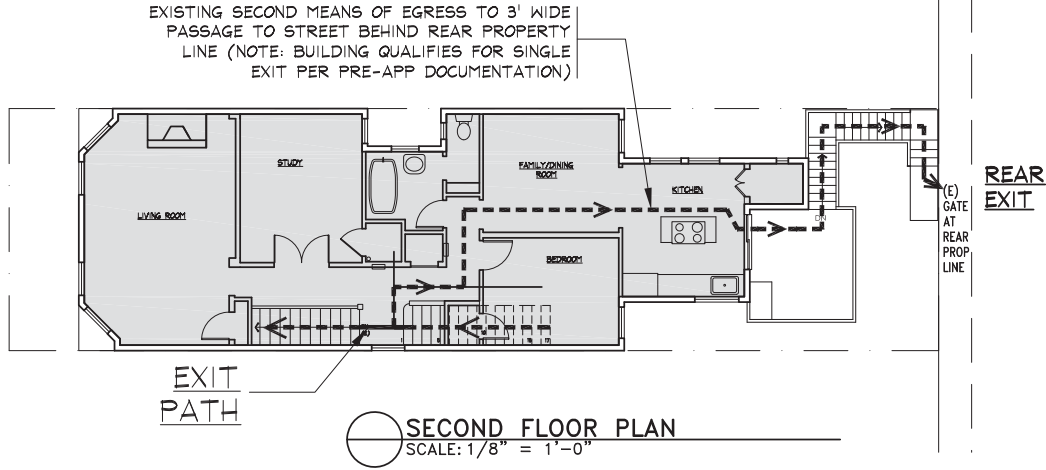 EXISTING SECOND MEANS OF EGRESS TO 3' WIDE
PASSAGE TO STREET BEHIND REAR PROPERTY
LINE (NOTE: BUILDING QUALIFIES FOR SINGLE
EXIT PER PRE-APP DOCUMENTATION)
STUDY
FAMILY/DINING
ROOM
KITCHEN
LIVING ROOM
BEDROOM
DN
(E)
GATE
AT
REAR
PROP
LINE
REAR
EXIT
EXIT
PATH
SECOND FLOOR PLAN
SCALE: 1/8" = 1'-0"